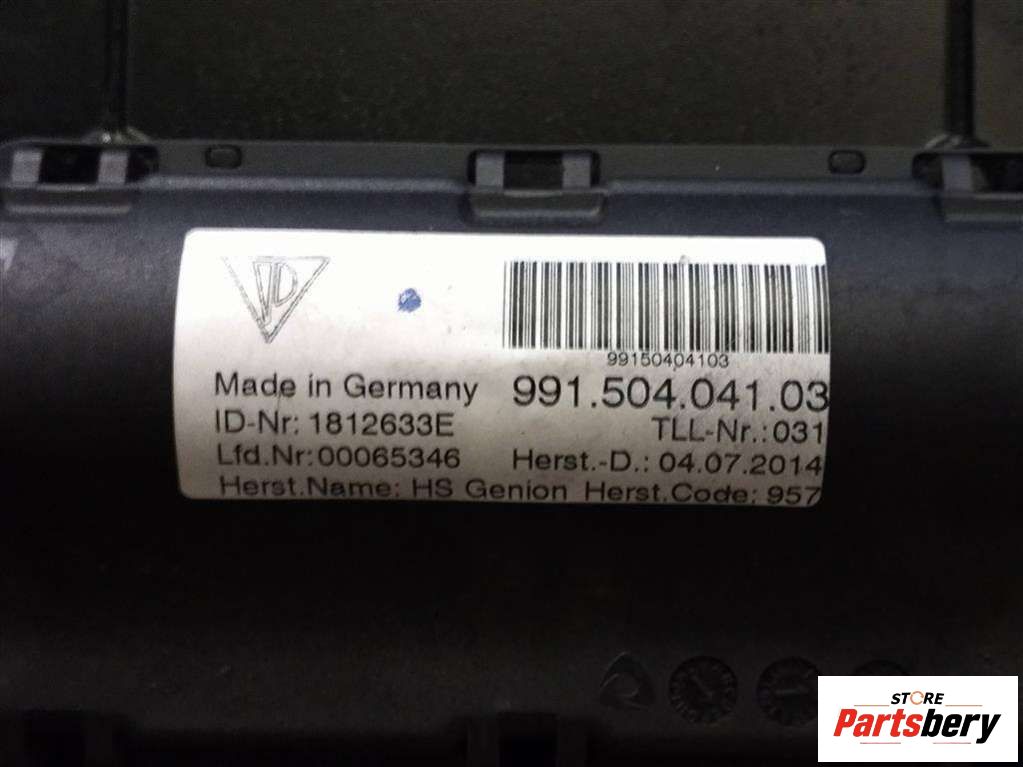 99150404103
Made in Germany 991.504.041.03
ID-Nr: 1812633E TLL-Nr.:031
Lfd.Nr:00065346 Herst.-D.: 04.07.2014
Herst.Name: HS Genion Herst.Code: 957
STORE
Partsbery